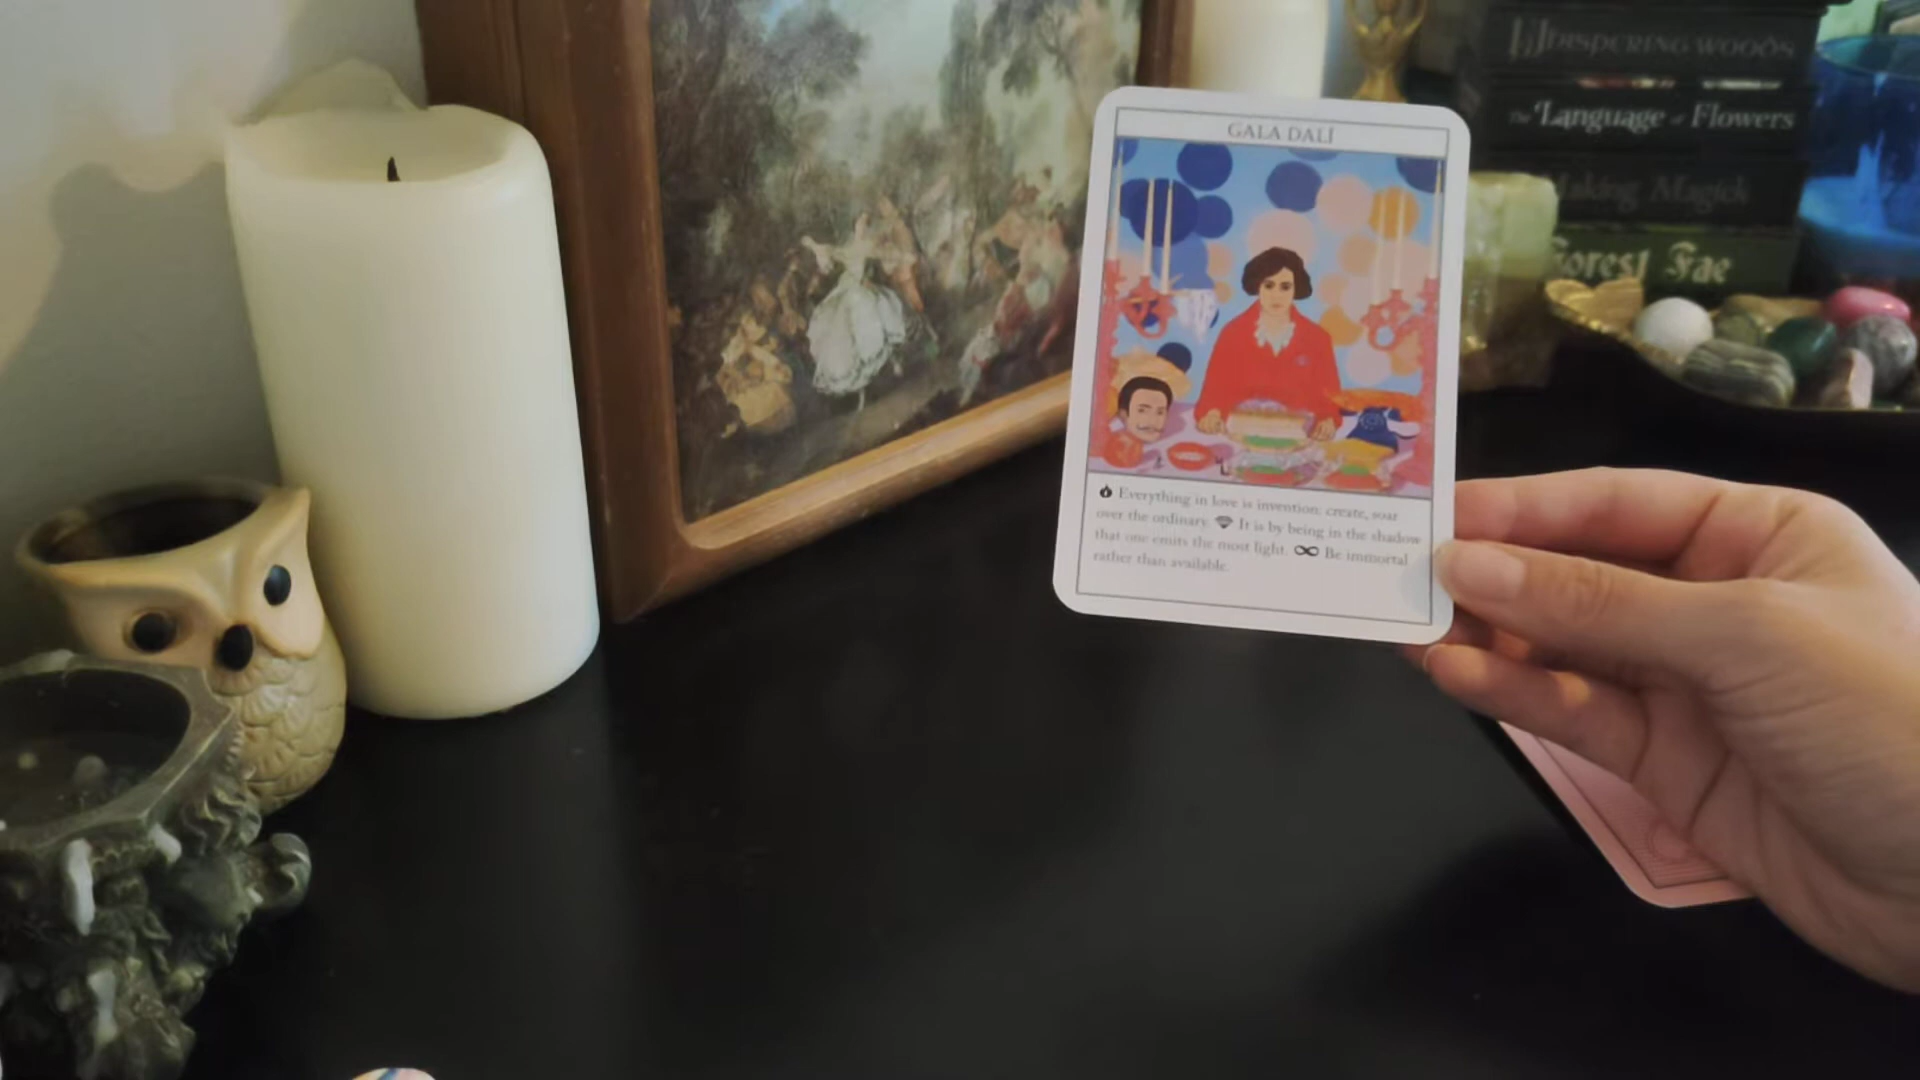 WHISPERING WOODS
The Language of Flowers
Making Magick
Forest Fae
GALA DALÍ
Everything in love is invention: create, soar
over the ordinary. It is by being in the shadow
that one emits the most light. Be immortal
rather than available.